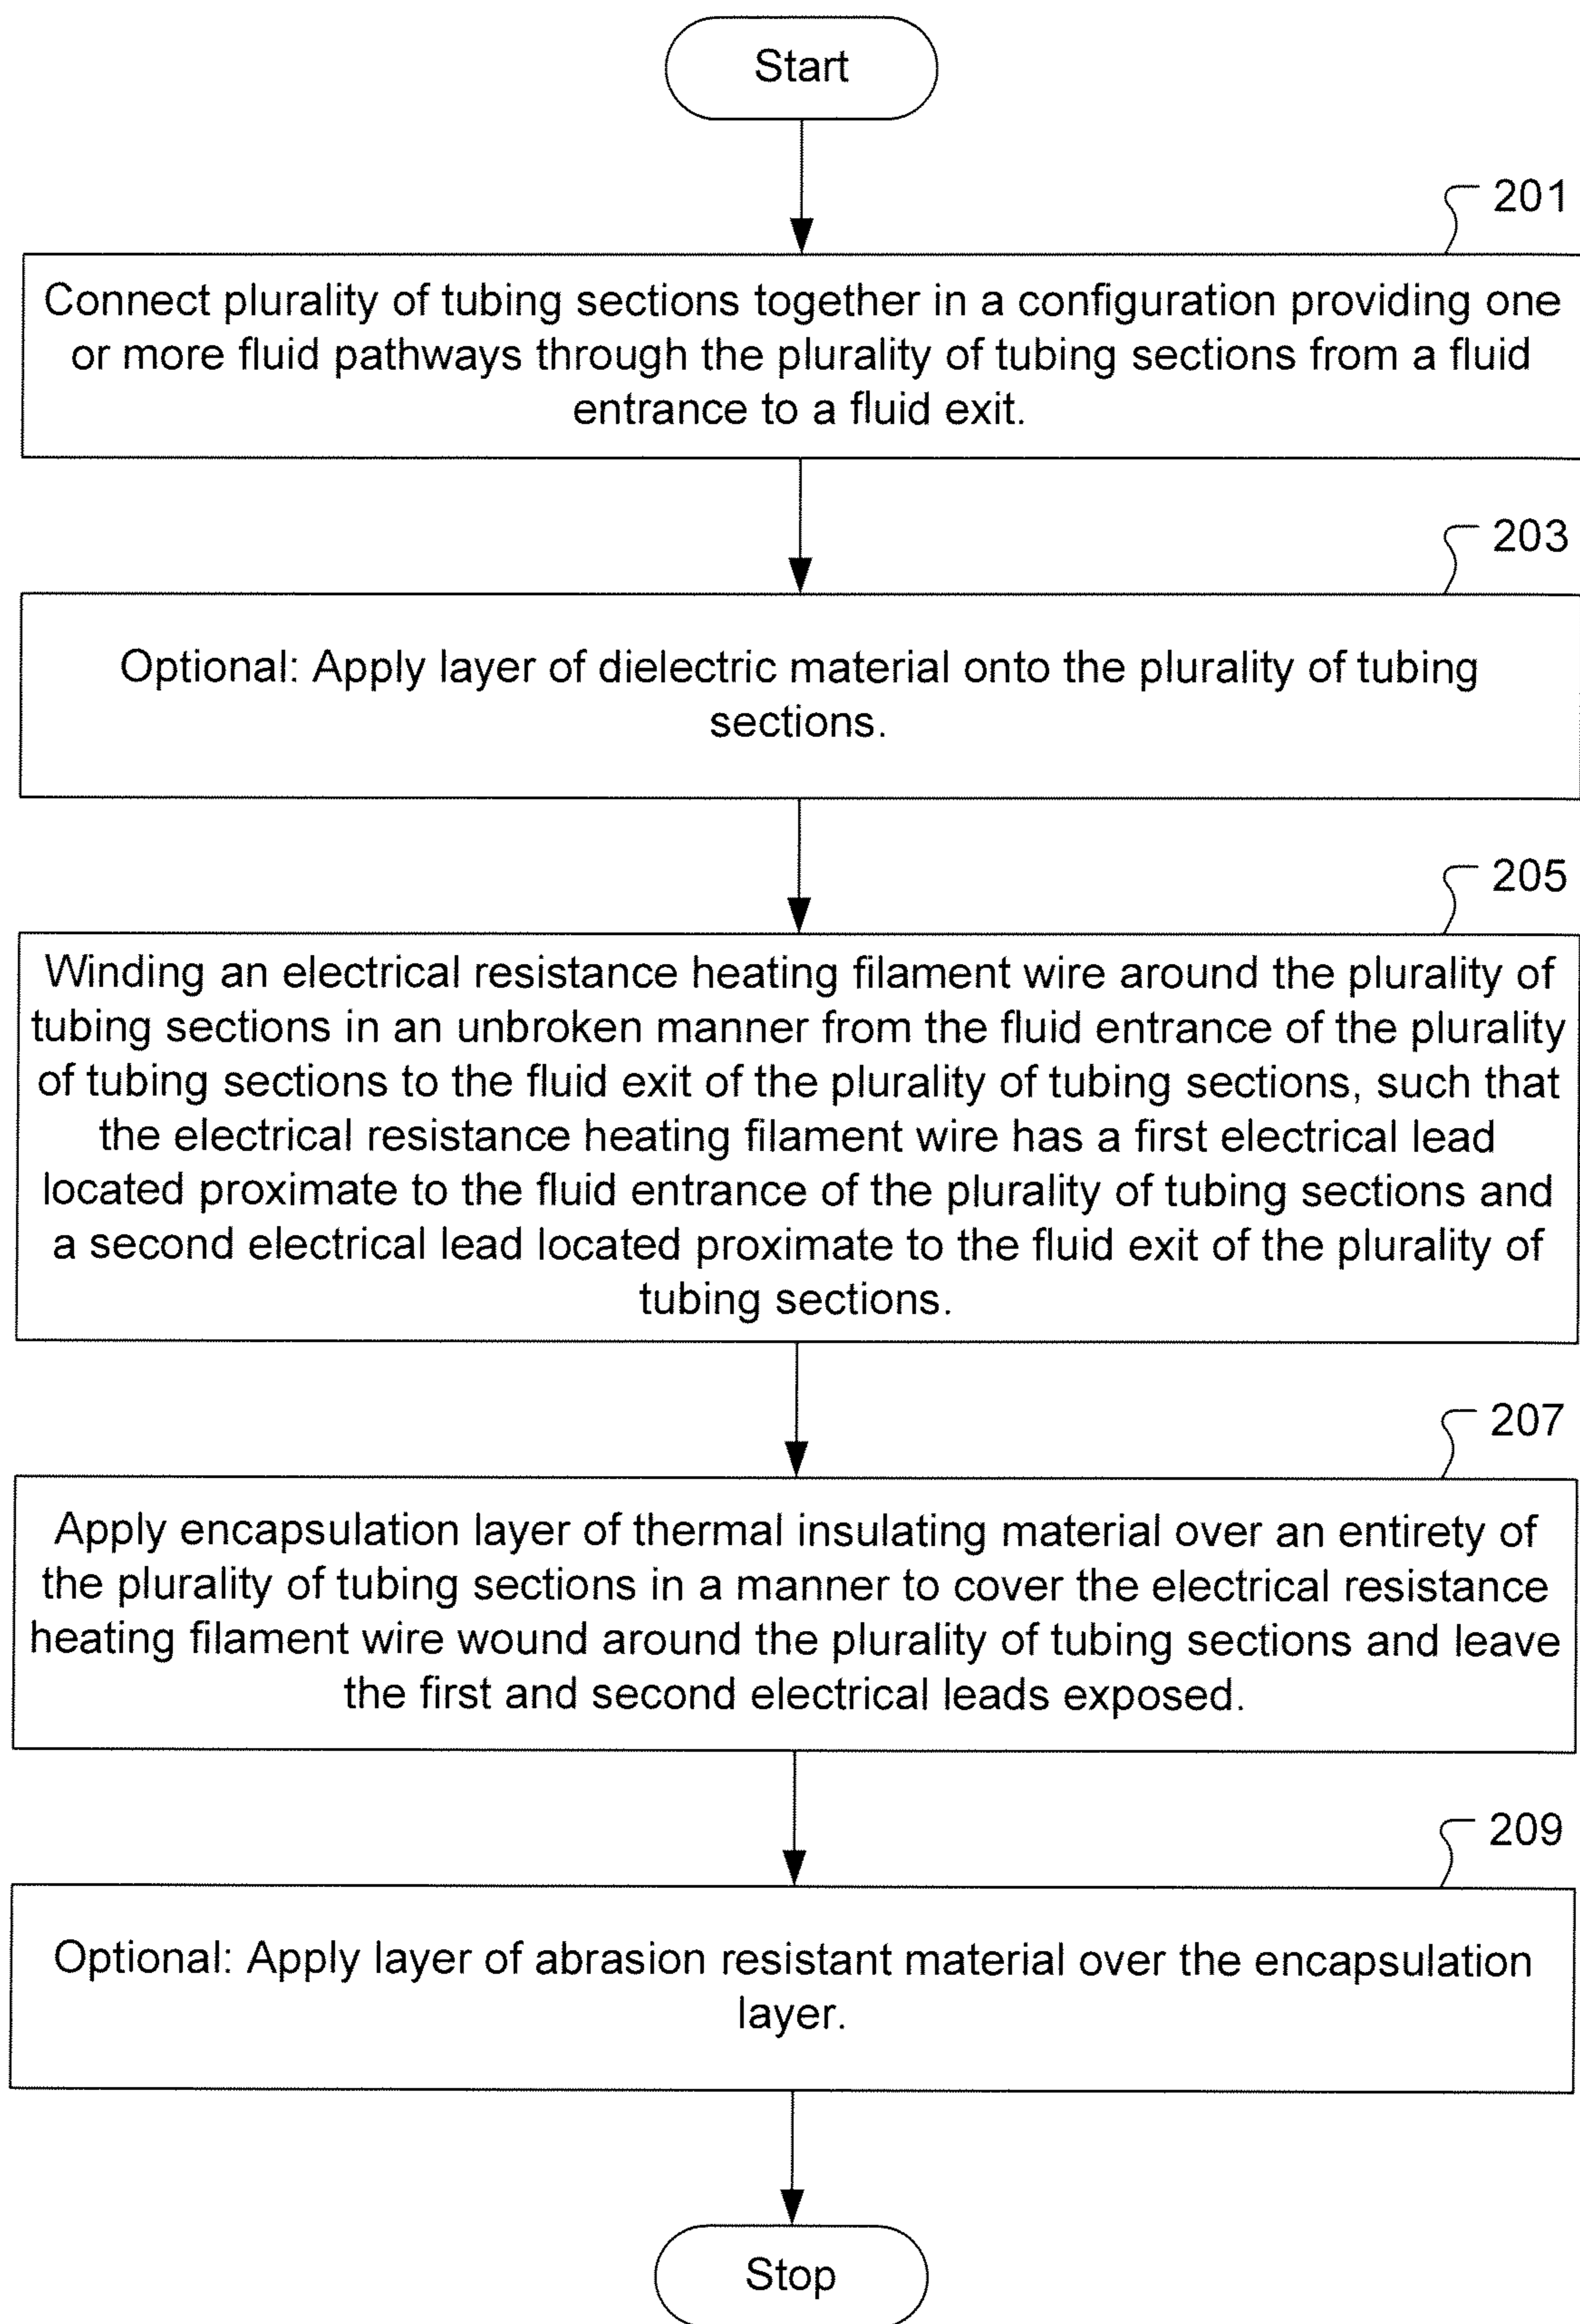 Start
201
Connect plurality of tubing sections together in a configuration providing one
or more fluid pathways through the plurality of tubing sections from a fluid
entrance to a fluid exit.
203
Optional: Apply layer of dielectric material onto the plurality of tubing
sections.
205
Winding an electrical resistance heating filament wire around the plurality of
tubing sections in an unbroken manner from the fluid entrance of the plurality
of tubing sections to the fluid exit of the plurality of tubing sections, such that
the electrical resistance heating filament wire has a first electrical lead
located proximate to the fluid entrance of the plurality of tubing sections and
a second electrical lead located proximate to the fluid exit of the plurality of
tubing sections.
207
Apply encapsulation layer of thermal insulating material over an entirety of
the plurality of tubing sections in a manner to cover the electrical resistance
heating filament wire wound around the plurality of tubing sections and leave
the first and second electrical leads exposed.
209
Optional: Apply layer of abrasion resistant material over the encapsulation
layer.
Stop